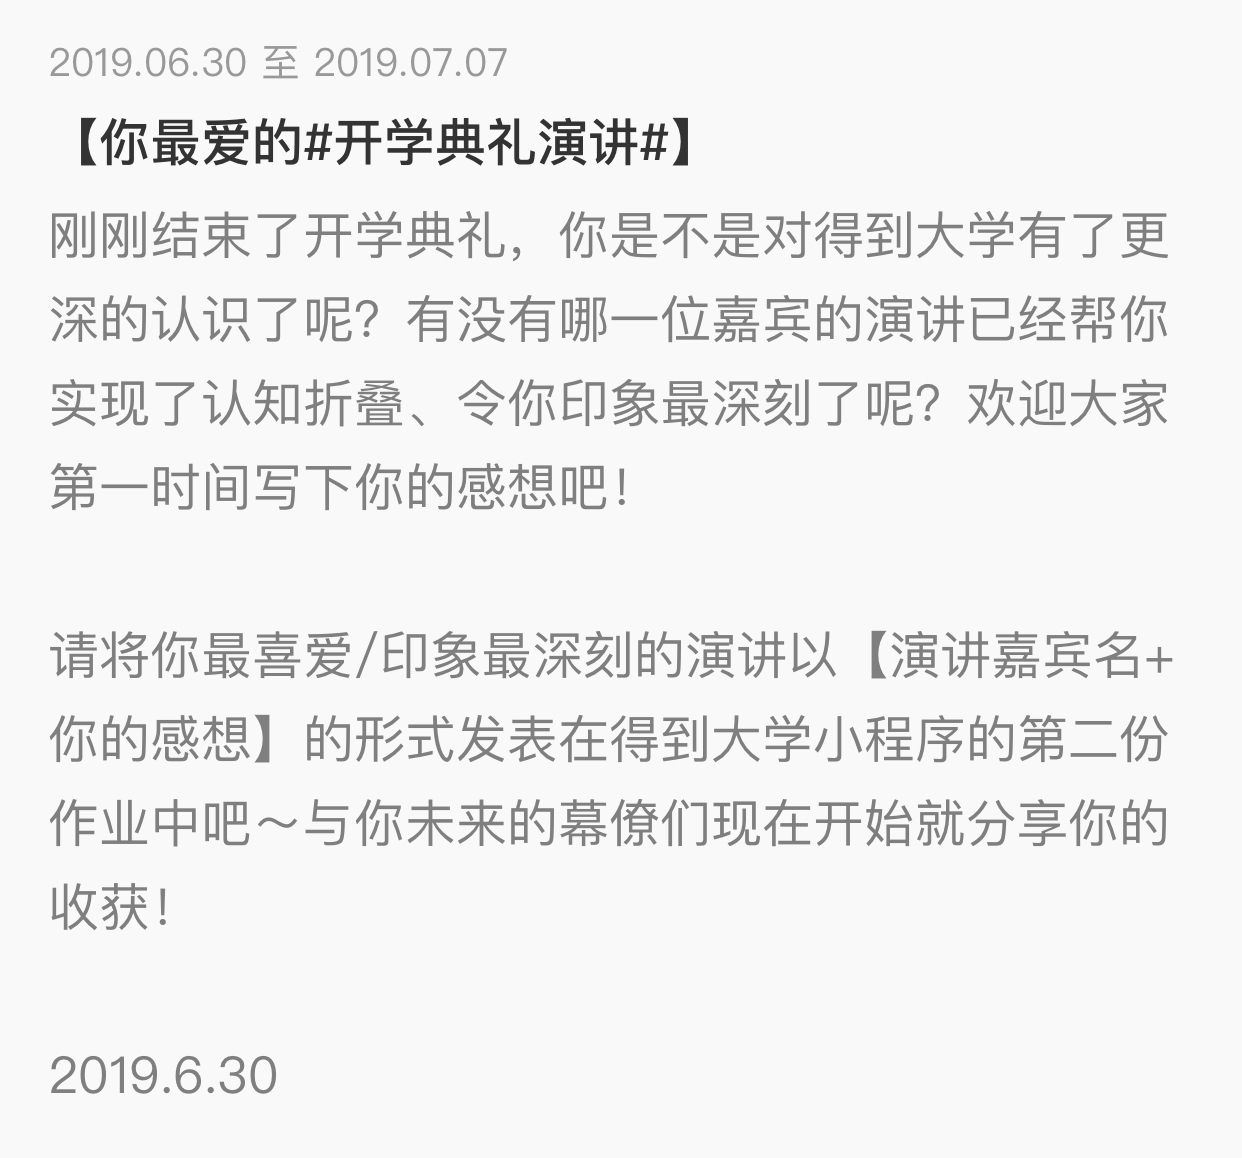 2019.06.30 至 2019.07.07
【你最爱的#开学典礼演讲#】
刚刚结束了开学典礼，你是不是对得到大学有了更
深的认识了呢？有没有哪一位嘉宾的演讲已经帮你
实现了认知折叠、令你印象最深刻了呢？欢迎大家
第一时间写下你的感想吧！
请将你最喜爱/印象最深刻的演讲以【演讲嘉宾名+
你的感想】的形式发表在得到大学小程序的第二份
作业中吧～与你未来的幕僚们现在开始就分享你的
收获！
2019.6.30